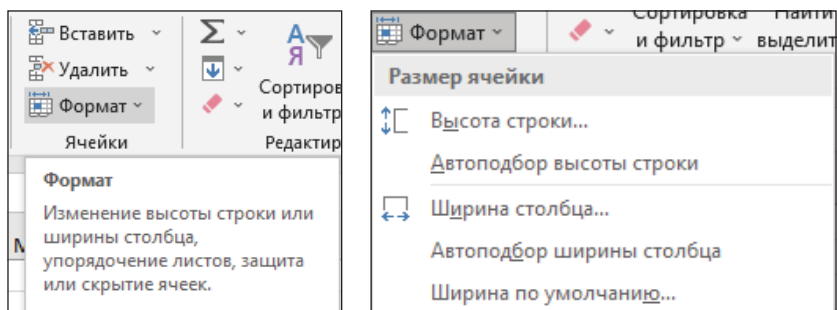 Вставить
Удалить
Формат
Ячейки
Σ
А
Я
Сортиров
и фильтр
Редактир
Формат
Изменение высоты строки или
ширины столбца,
упорядочение листов, защита
или скрытие ячеек.
Формат
Сортировка
и фильтр
Найти
выделит
Размер ячейки
Высота строки...
Автоподбор высоты строки
Ширина столбца...
Автоподбор ширины столбца
Ширина по умолчанию...